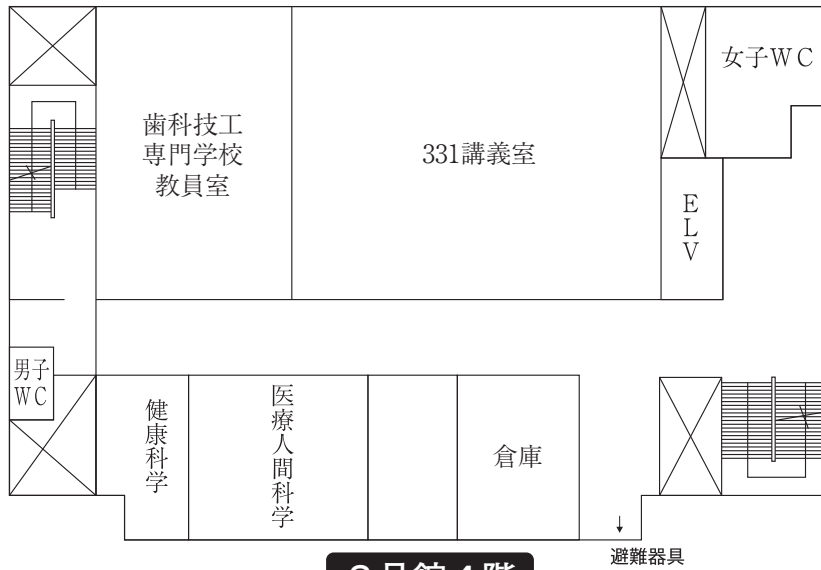 女子WC
歯科技工
専門学校
教員室
331講義室
ELV
男子
WC
健康科学
医療人間科学
倉庫
避難器具